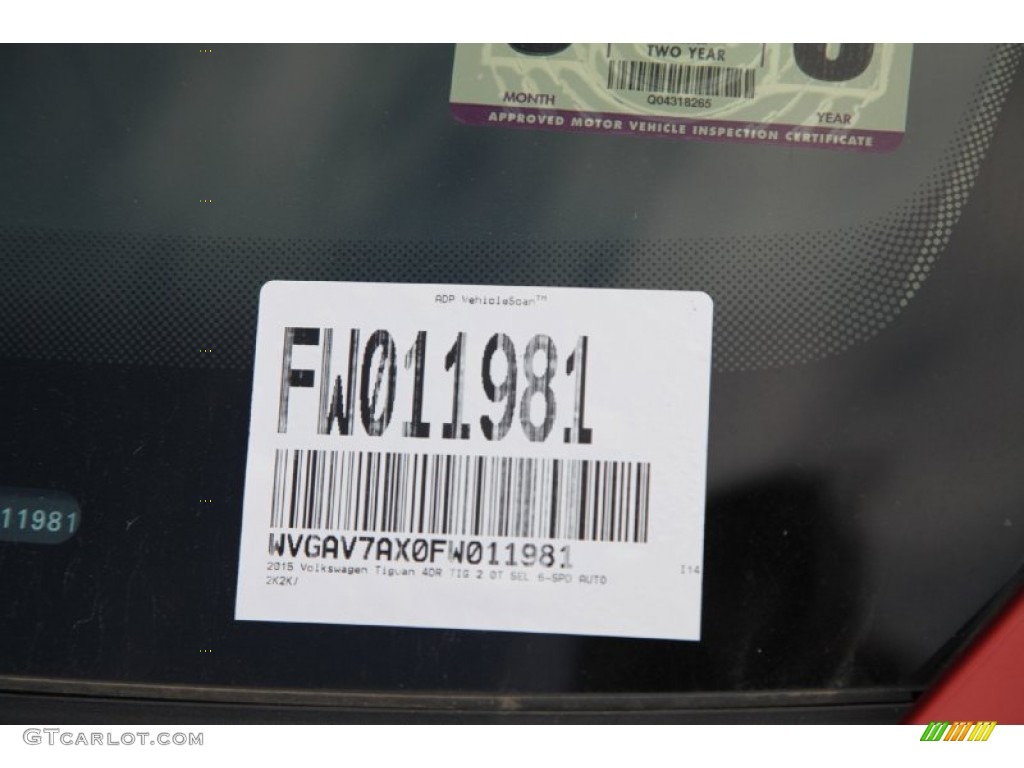 TWO YEAR
Q04318265
MONTH
YEAR
APPROVED MOTOR VEHICLE INSPECTION CERTIFICATE
ADP VehicleScan™
FW011981
11981
WVGAV7AX0FW011981
2015 Volkswagen Tiguan 4DR TIG 2.0T SEL 6-SPD AUTO
I14
2K2K/
GTCARLOT.COM